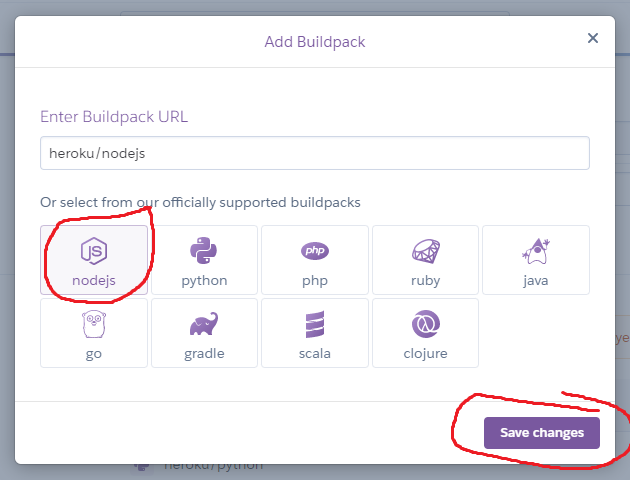 Add Buildpack
Enter Buildpack URL
heroku/nodejs
Or select from our officially supported buildpacks
JS
nodejs python php ruby java
php
go gradle scala clojure
Save changes
heroku/python
ye